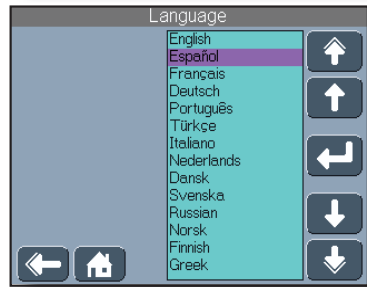 Language
English
Español
Français
Deutsch
Português
Türkçe
Italiano
Nederlands
Dansk
Svenska
Russian
Norsk
Finnish
Greek